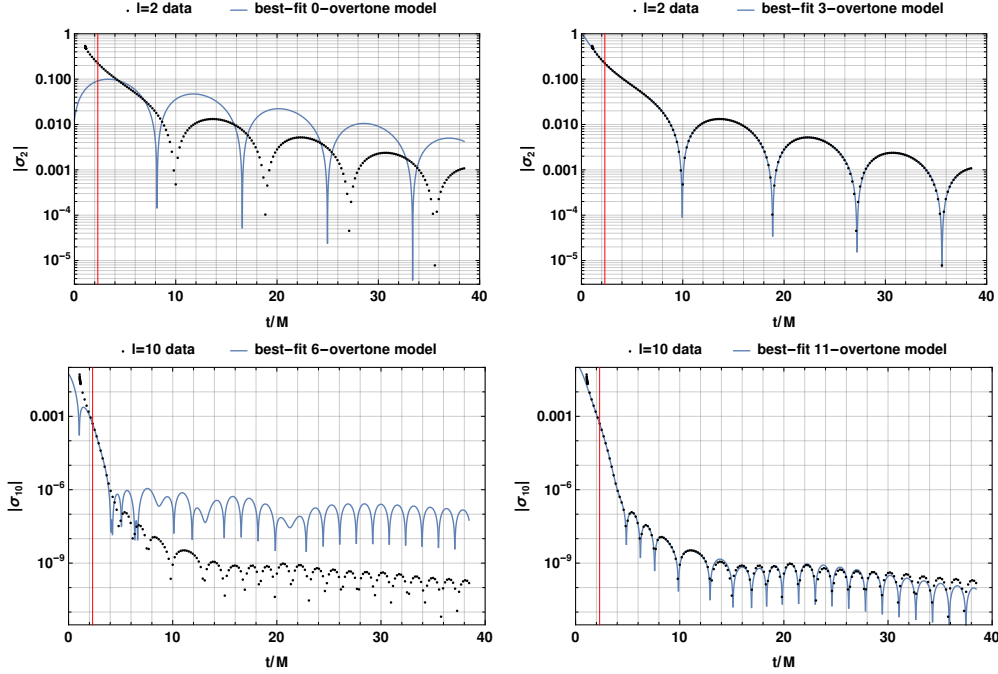 l=2 data best-fit 0-overtone model
1
0.100
0.010
0.001
10⁻⁴
10⁻⁵
|σ₂|
0 10 20 30 40
t/M
l=2 data best-fit 3-overtone model
1
0.100
0.010
0.001
10⁻⁴
10⁻⁵
|σ₂|
0 10 20 30 40
t/M
l=10 data best-fit 6-overtone model
0.001
10⁻⁶
10⁻⁹
|σ₁₀|
0 10 20 30 40
t/M
l=10 data best-fit 11-overtone model
0.001
10⁻⁶
10⁻⁹
|σ₁₀|
0 10 20 30 40
t/M